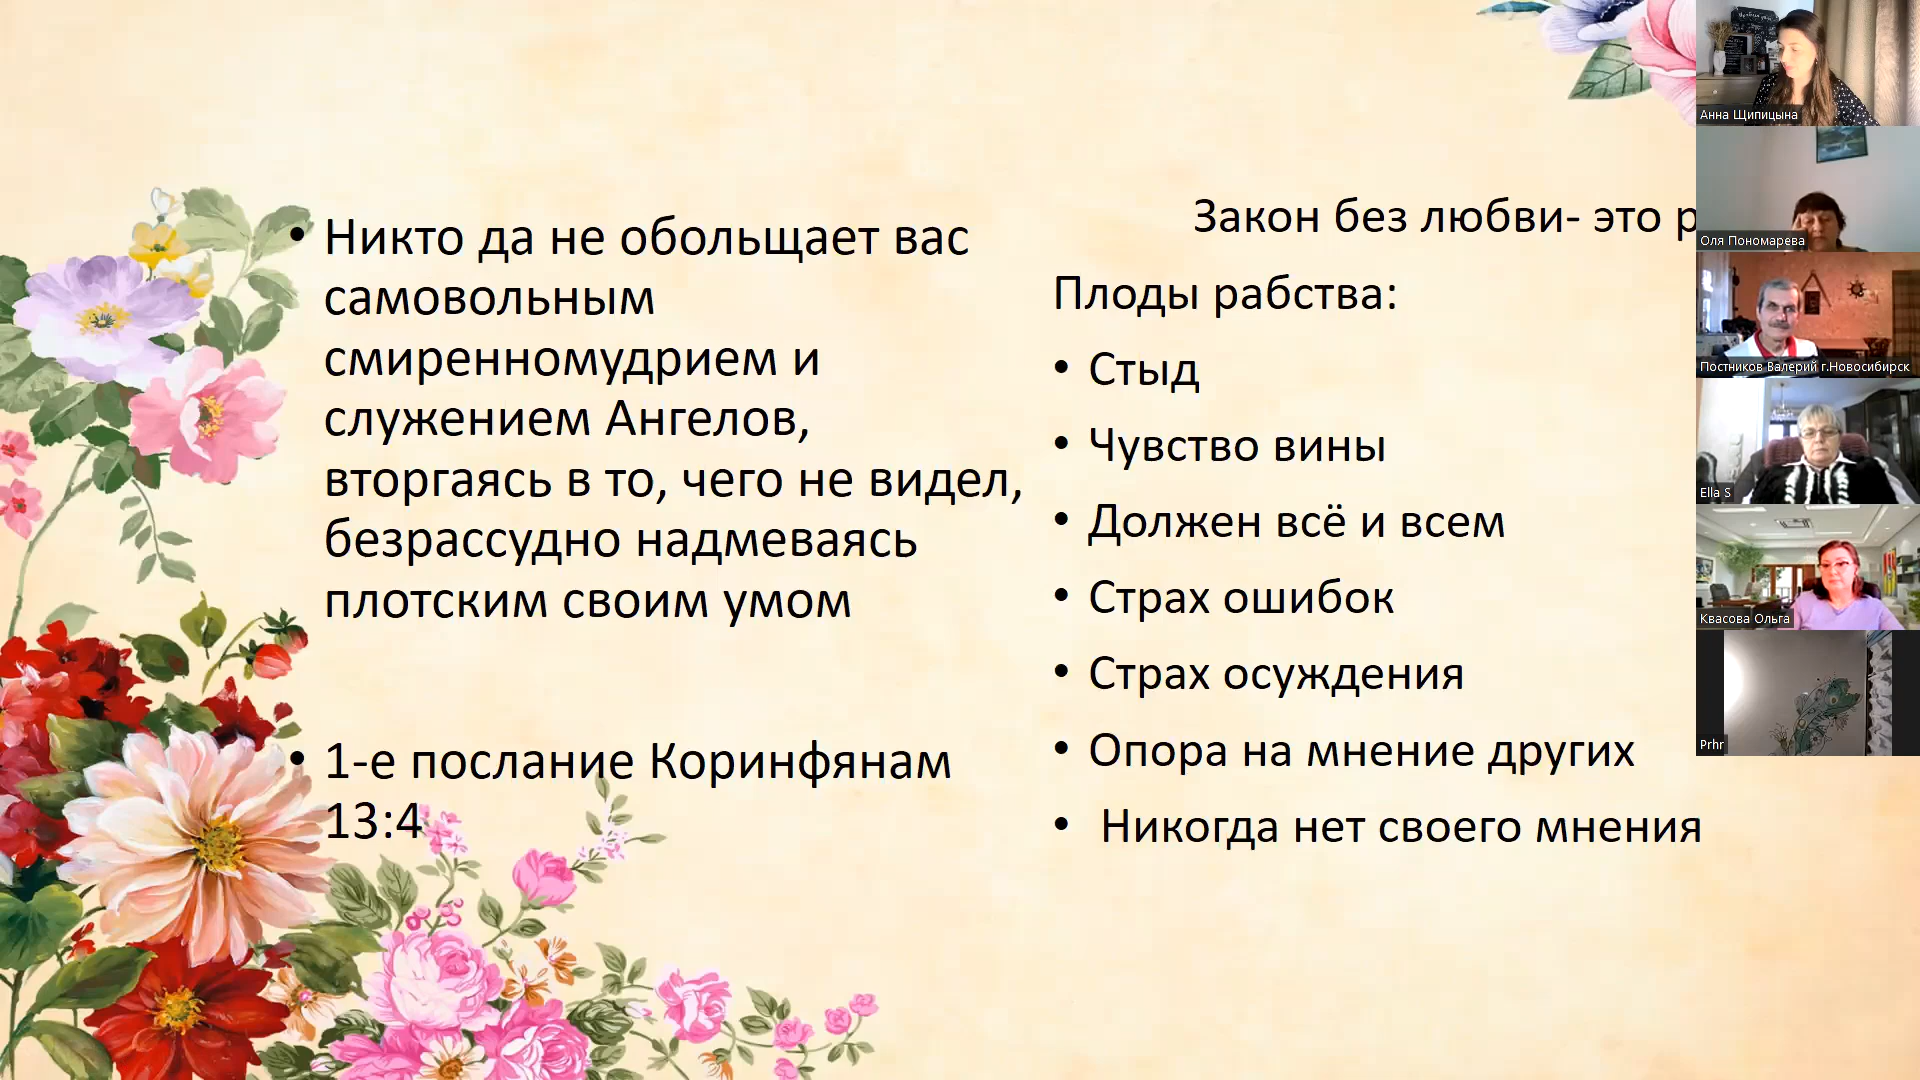 • Никто да не обольщает вас
самовольным
смиренномудрием и
служением Ангелов,
вторгаясь в то, чего не видел,
безрассудно надмеваясь
плотским своим умом
• 1-е послание Коринфянам
13:4
Закон без любви- это р
Плоды рабства:
• Стыд
• Чувство вины
• Должен всё и всем
• Страх ошибок
• Страх осуждения
• Опора на мнение других
• Никогда нет своего мнения
Анна Щипицына
Оля Пономарева
Постников Валерий г.Новосибирск
Ella S
Квасова Ольга
Prhr